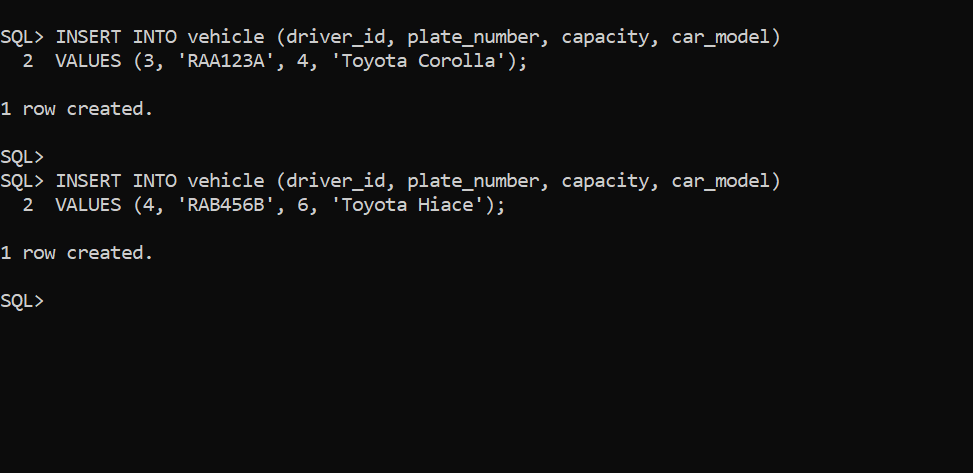 SQL> INSERT INTO vehicle (driver_id, plate_number, capacity, car_model)
  2  VALUES (3, 'RAA123A', 4, 'Toyota Corolla');
1 row created.
SQL>
SQL> INSERT INTO vehicle (driver_id, plate_number, capacity, car_model)
  2  VALUES (4, 'RAB456B', 6, 'Toyota Hiace');
1 row created.
SQL>